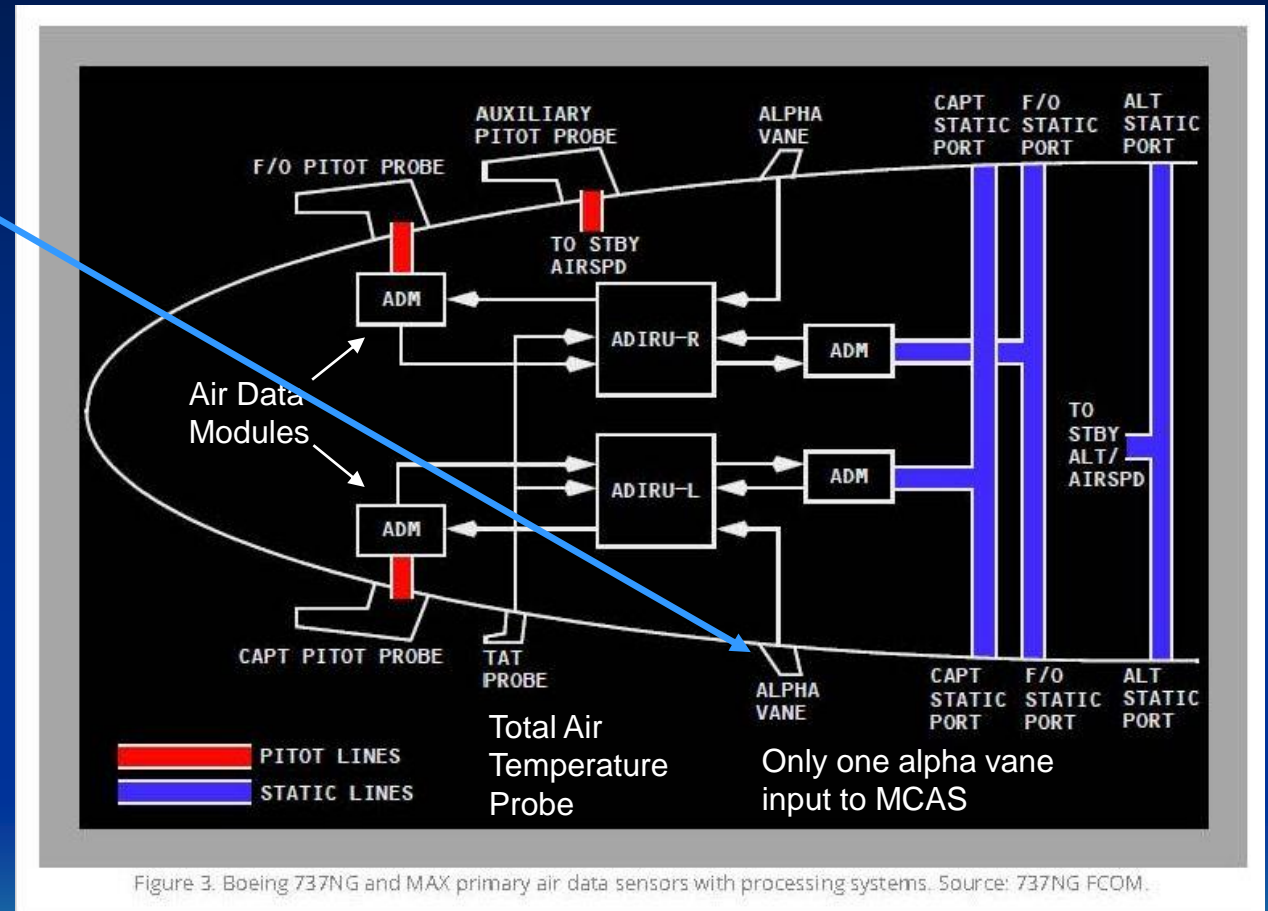 CAPT
STATIC
PORT
F/O
STATIC
PORT
ALT
STATIC
PORT
AUXILIARY
PITOT PROBE
ALPHA
VANE
F/O PITOT PROBE
TO STBY
AIRSPD
ADM
ADIRU-R
ADM
Air Data
Modules
TO
STBY
ALT/
AIRSPD
ADIRU-L
ADM
ADM
CAPT PITOT PROBE
TAT
PROBE
ALPHA
VANE
CAPT
STATIC
PORT
F/O
STATIC
PORT
ALT
STATIC
PORT
Total Air
Temperature
Probe
Only one alpha vane
input to MCAS
PITOT LINES
STATIC LINES
Figure 3. Boeing 737NG and MAX primary air data sensors with processing systems. Source: 737NG FCOM.